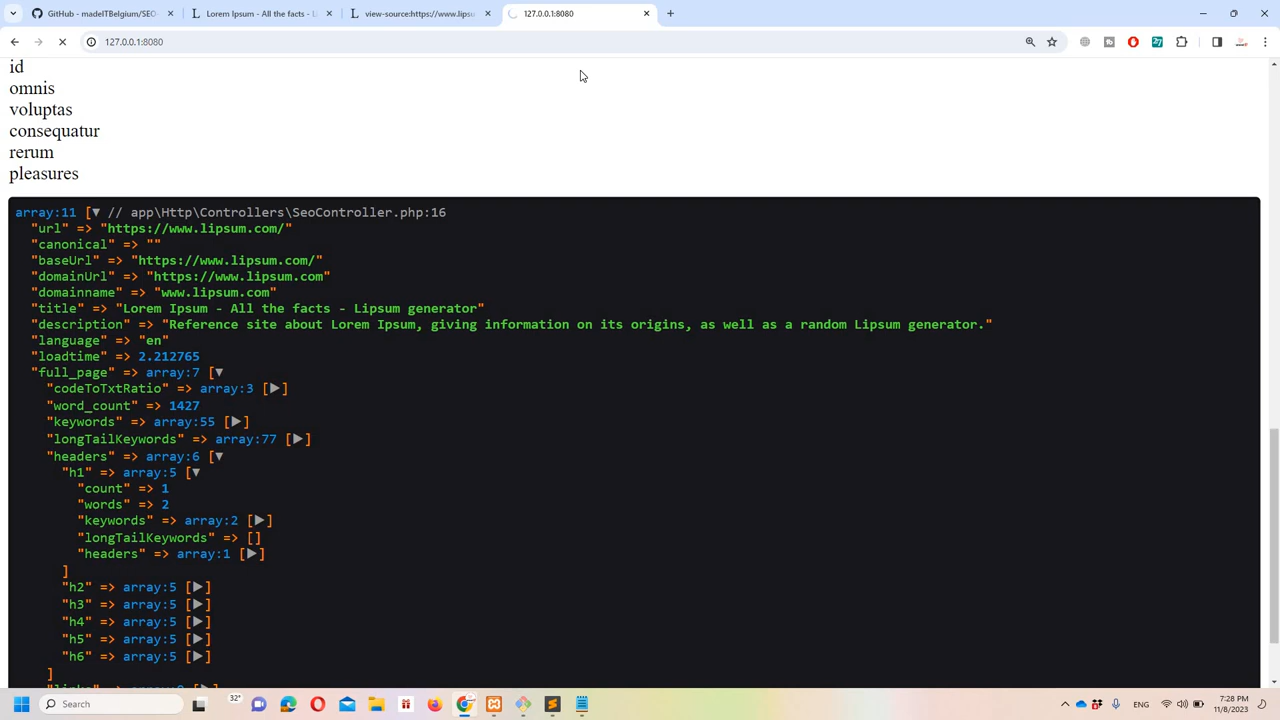 GitHub - madeITBelgium/SEO
Lorem Ipsum - All the facts - L
view-source:https://www.lipsu
127.0.0.1:8080
127.0.0.1:8080
id
omnis
voluptas
consequatur
rerum
pleasures
array:11 [▼ // app\Http\Controllers\SeoController.php:16
"url" => "https://www.lipsum.com/"
"canonical" => ""
"baseUrl" => "https://www.lipsum.com/"
"domainUrl" => "https://www.lipsum.com"
"domainname" => "www.lipsum.com"
"title" => "Lorem Ipsum - All the facts - Lipsum generator"
"description" => "Reference site about Lorem Ipsum, giving information on its origins, as well as a random Lipsum generator."
"language" => "en"
"loadtime" => 2.212765
"full_page" => array:7 [▼
"codeToTxtRatio" => array:3 [▶]
"word_count" => 1427
"keywords" => array:55 [▶]
"longTailKeywords" => array:77 [▶]
"headers" => array:6 [▼
"h1" => array:5 [▼
"count" => 1
"words" => 2
"keywords" => array:2 [▶]
"longTailKeywords" => []
"headers" => array:1 [▶]
]
"h2" => array:5 [▶]
"h3" => array:5 [▶]
"h4" => array:5 [▶]
"h5" => array:5 [▶]
"h6" => array:5 [▶]
]
Search
32°
ENG
7:28 PM
11/8/2023